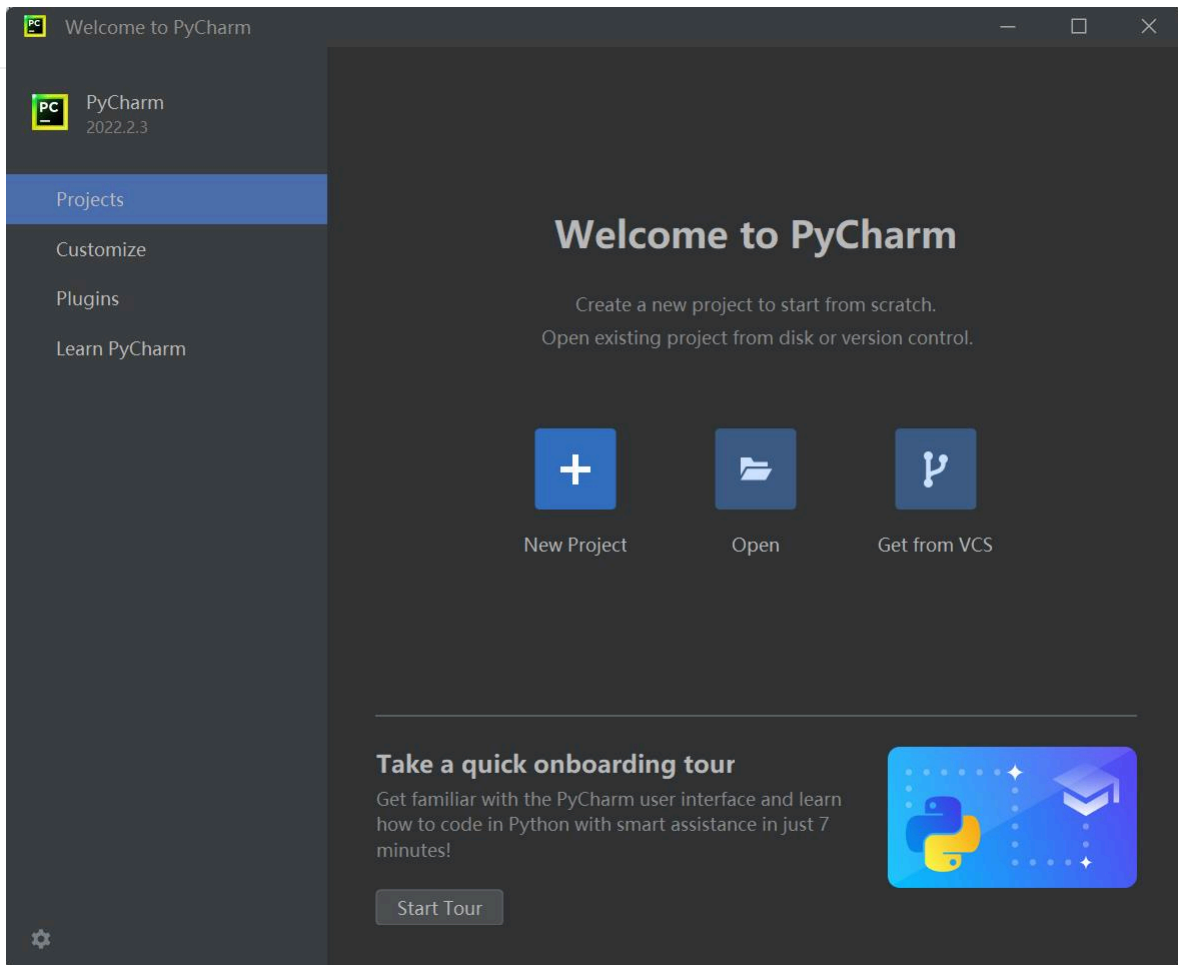 PC
Welcome to PyCharm
PC
PyCharm
2022.2.3
Projects
Customize
Plugins
Learn PyCharm
Welcome to PyCharm
Create a new project to start from scratch.
Open existing project from disk or version control.
New Project
Open
Get from VCS
Take a quick onboarding tour
Get familiar with the PyCharm user interface and learn
how to code in Python with smart assistance in just 7
minutes!
Start Tour